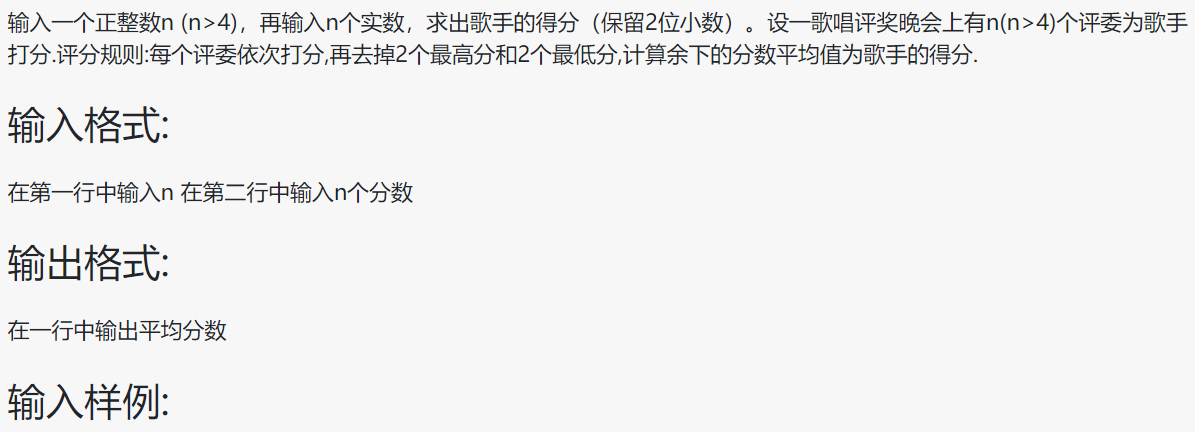 输入一个正整数n (n>4)，再输入n个实数，求出歌手的得分（保留2位小数）。设一歌唱评奖晚会上有n(n>4)个评委为歌手
打分.评分规则:每个评委依次打分,再去掉2个最高分和2个最低分,计算余下的分数平均值为歌手的得分.
输入格式:
在第一行中输入n 在第二行中输入n个分数
输出格式:
在一行中输出平均分数
输入样例: